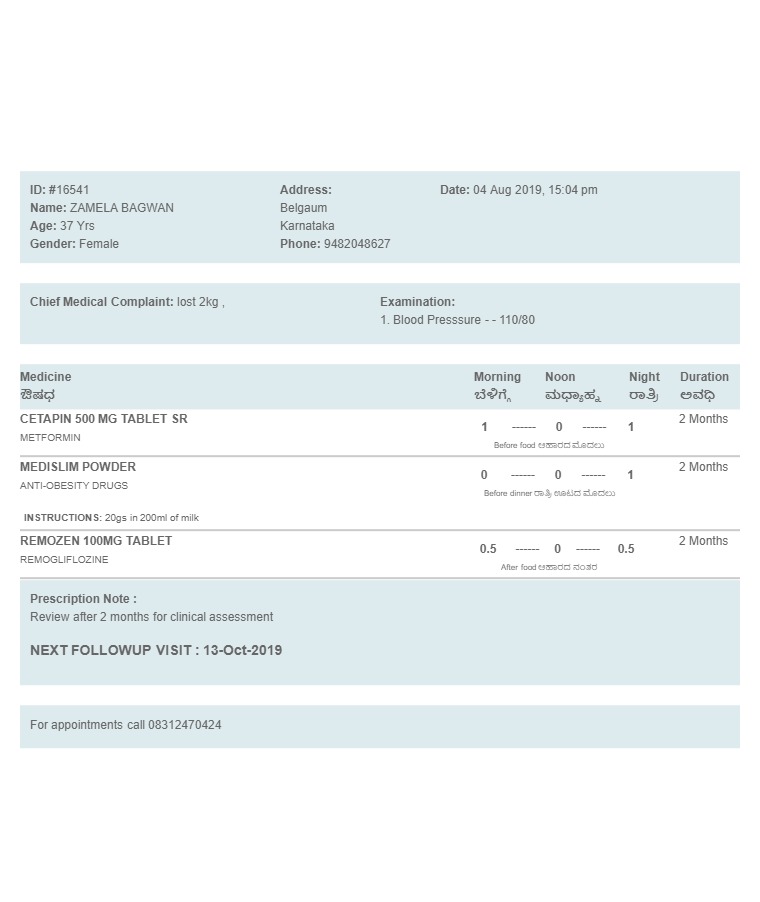 ID: #16541
Name: ZAMELA BAGWAN
Age: 37 Yrs
Gender: Female
Address:
Belgaum
Karnataka
Phone: 9482048627
Date: 04 Aug 2019, 15:04 pm
Chief Medical Complaint: lost 2kg ,
Examination:
1. Blood Presssure - - 110/80
Medicine Morning Noon Night Duration
ಔಷಧ ಬೆಳಿಗ್ಗೆ ಮಧ್ಯಾಹ್ನ ರಾತ್ರಿ ಅವಧಿ
CETAPIN 500 MG TABLET SR 1 ------ 0 ------ 1 2 Months
METFORMIN Before food ಆಹಾರದ ಮೊದಲು
MEDISLIM POWDER 0 ------ 0 ------ 1 2 Months
ANTI-OBESITY DRUGS Before dinner ರಾತ್ರಿ ಊಟದ ಮೊದಲು
INSTRUCTIONS: 20gs in 200ml of milk
REMOZEN 100MG TABLET 0.5 ------ 0 ------ 0.5 2 Months
REMOGLIFLOZINE After food ಆಹಾರದ ನಂತರ
Prescription Note :
Review after 2 months for clinical assessment
NEXT FOLLOWUP VISIT : 13-Oct-2019
For appointments call 08312470424